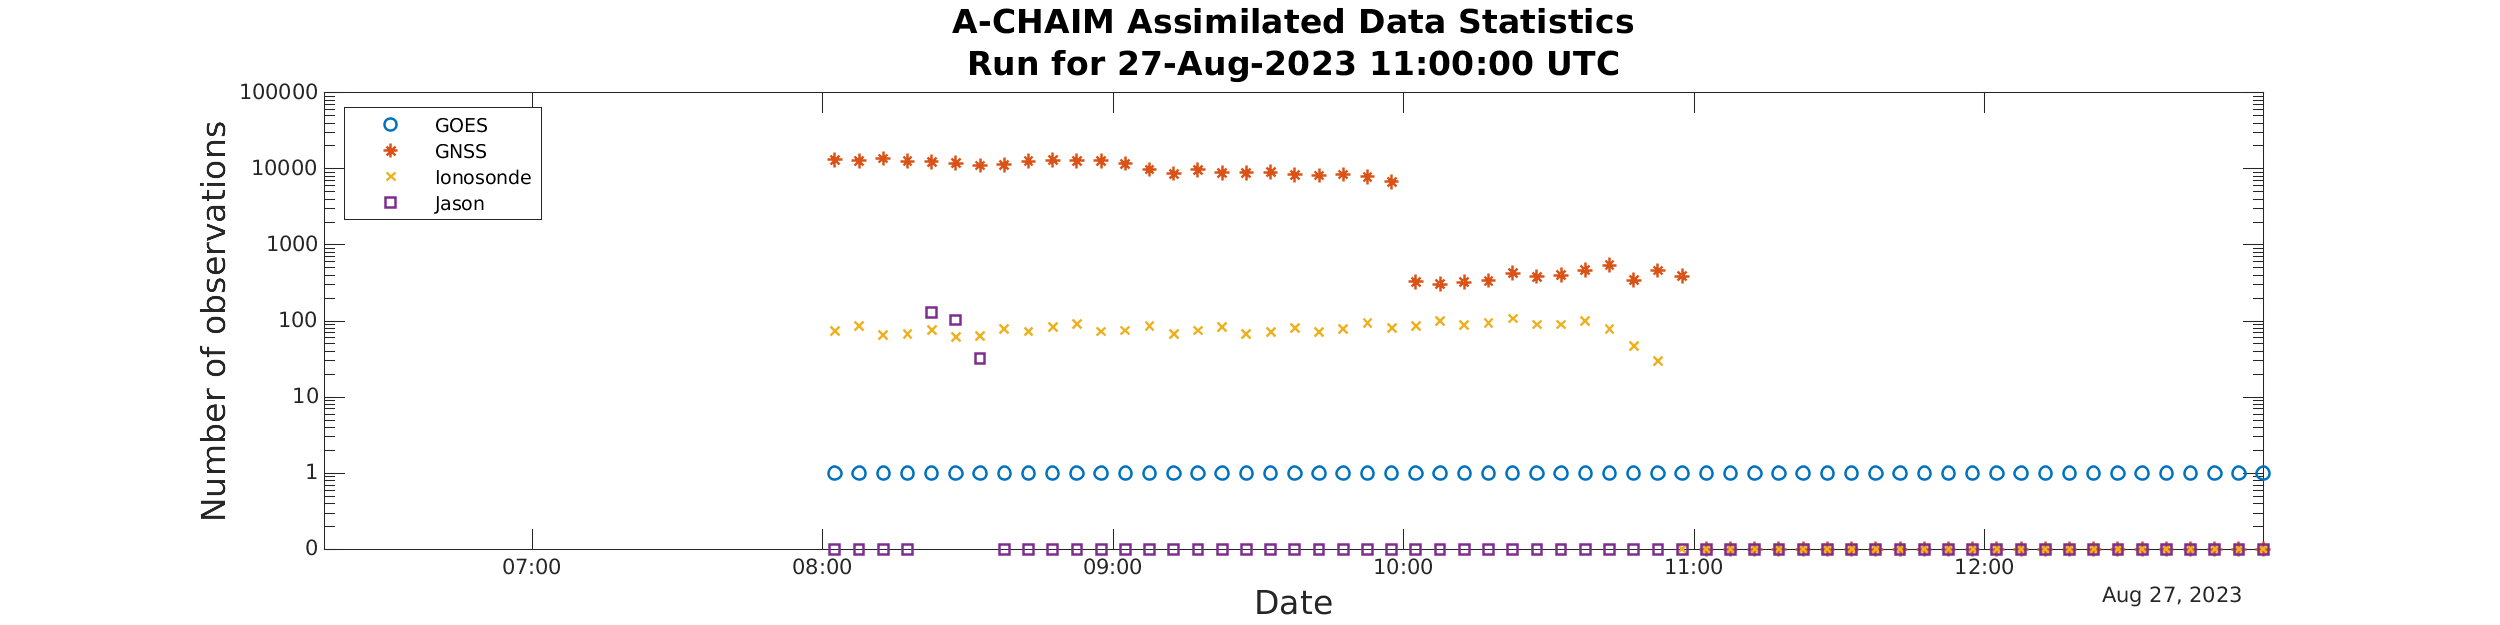 A-CHAIM Assimilated Data Statistics
Run for 27-Aug-2023 11:00:00 UTC
Number of observations
100000
10000
1000
100
10
1
0
GOES
GNSS
Ionosonde
Jason
07:00 08:00 09:00 10:00 11:00 12:00
Date
Aug 27, 2023